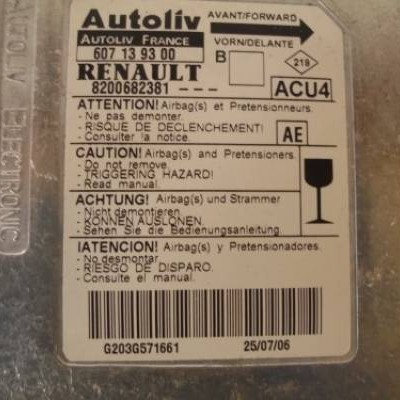 Autoliv
AVANT/FORWARD
AUTOLIV FRANCE
VORN/DELANTE
607 13 93 00
B
219
RENAULT
8200682381 - - -
ACU4
ATTENTION! Airbag(s) et Pretensionneurs.
- Ne pas demonter.
- RISQUE DE DECLENCHEMENT!
- Consulter la notice.
AE
CAUTION! Airbag(s) and Pretensioners.
- Do not remove.
- TRIGGERING HAZARD!
- Read manual.
ACHTUNG! Airbag(s) und Strammer
- Nicht demontieren.
- KONNEN AUSLOSEN.
- Sehen Sie die Bedienungsanleitung.
IATENCION! Airbag(s) y Pretensionadores.
- No desmontar.
- RIESGO DE DISPARO.
- Consulte el manual.
G203G571661
25/07/06
AUTOLIV ELECTRONIC